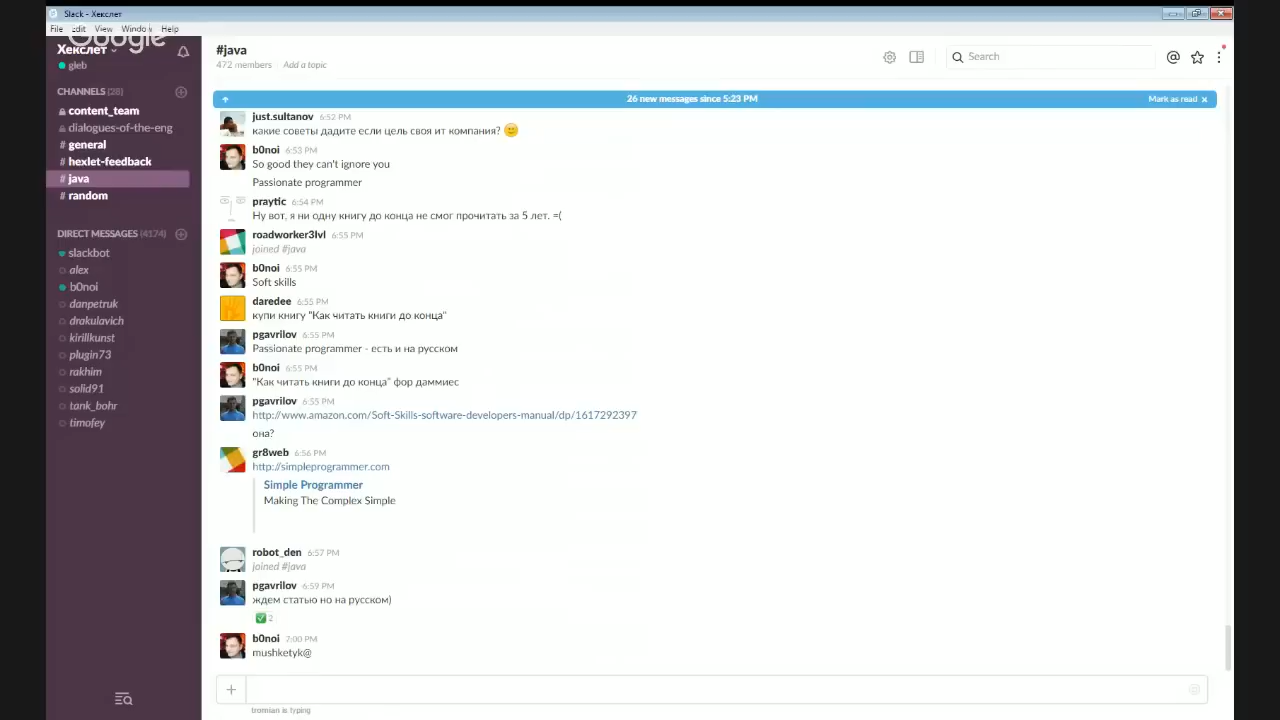 Slack - Хекслет
File Edit View Window Help
Google
Хекслет
gleb
#java
472 members
Add a topic
Search
CHANNELS (28)
content_team
dialogues-of-the-eng
# general
# hexlet-feedback
# java
# random
DIRECT MESSAGES (4174)
slackbot
alex
b0noi
danpetruk
drakulavich
kirillkunst
plugin73
rakhim
solid91
tank_bohr
timofey
26 new messages since 5:23 PM
Mark as read
just.sultanov 6:52 PM
какие советы дадите если цель своя ит компания?
b0noi 6:53 PM
So good they can't ignore you
Passionate programmer
praytic 6:54 PM
Ну вот, я ни одну книгу до конца не смог прочитать за 5 лет. =(
roadworker3lvl 6:55 PM
joined #java
b0noi 6:55 PM
Soft skills
daredee 6:55 PM
купи книгу "Как читать книги до конца"
pgavrilov 6:55 PM
Passionate programmer - есть и на русском
b0noi 6:55 PM
"Как читать книги до конца" фор даммиес
pgavrilov 6:55 PM
http://www.amazon.com/Soft-Skills-software-developers-manual/dp/1617292397
она?
gr8web 6:56 PM
http://simpleprogrammer.com
Simple Programmer
Making The Complex Simple
robot_den 6:57 PM
joined #java
pgavrilov 6:59 PM
ждем статью но на русском)
2
b0noi 7:00 PM
mushketyk@
tromian is typing